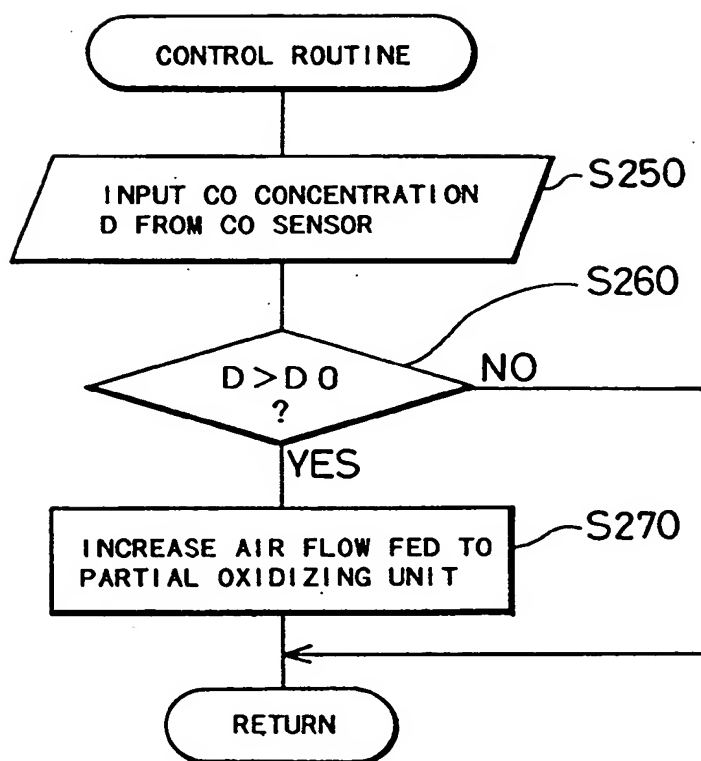 CONTROL ROUTINE
INPUT CO CONCENTRATION
D FROM CO SENSOR
S250
S260
D>D0
?
NO
YES
INCREASE AIR FLOW FED TO
PARTIAL OXIDIZING UNIT
S270
RETURN